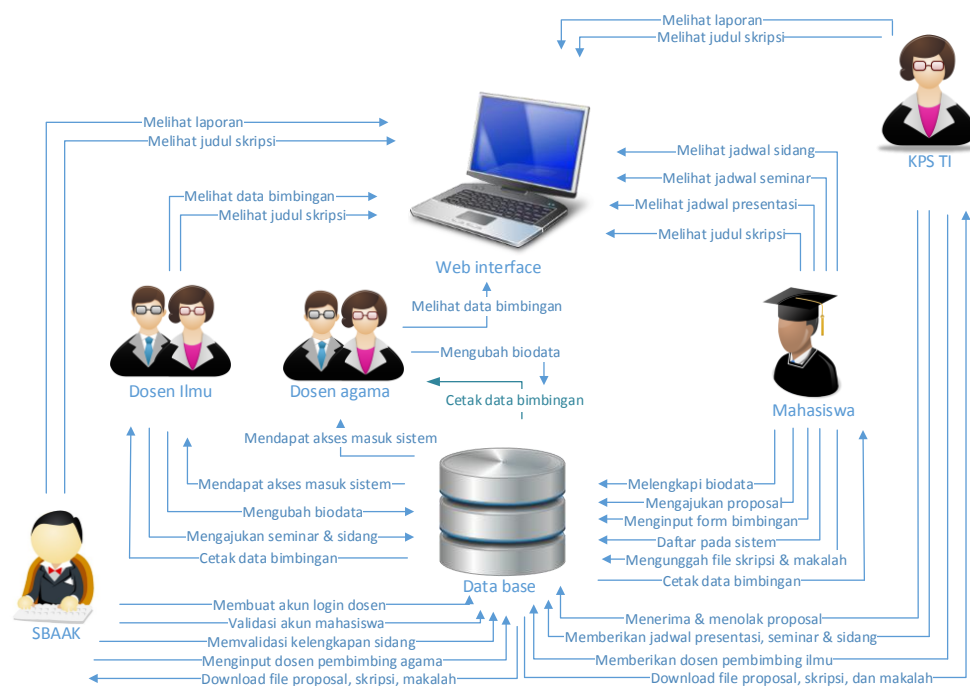 Melihat laporan
Melihat judul skripsi
KPS TI
Melihat laporan
Melihat judul skripsi
Melihat jadwal sidang
Melihat jadwal seminar
Melihat data bimbingan
Melihat jadwal presentasi
Melihat judul skripsi
Melihat judul skripsi
Web interface
Melihat data bimbingan
Mengubah biodata
Dosen Ilmu
Dosen agama
Cetak data bimbingan
Mahasiswa
Mendapat akses masuk sistem
Mendapat akses masuk sistem
Melengkapi biodata
Mengajukan proposal
Mengubah biodata
Menginput form bimbingan
Mengajukan seminar & sidang
Daftar pada sistem
Cetak data bimbingan
Mengunggah file skripsi & makalah
Data base
Cetak data bimbingan
SBAAK
Membuat akun login dosen
Validasi akun mahasiswa
Memvalidasi kelengkapan sidang
Menginput dosen pembimbing agama
Download file proposal, skripsi, makalah
Menerima & menolak proposal
Memberikan jadwal presentasi, seminar & sidang
Memberikan dosen pembimbing ilmu
Download file proposal, skripsi, dan makalah